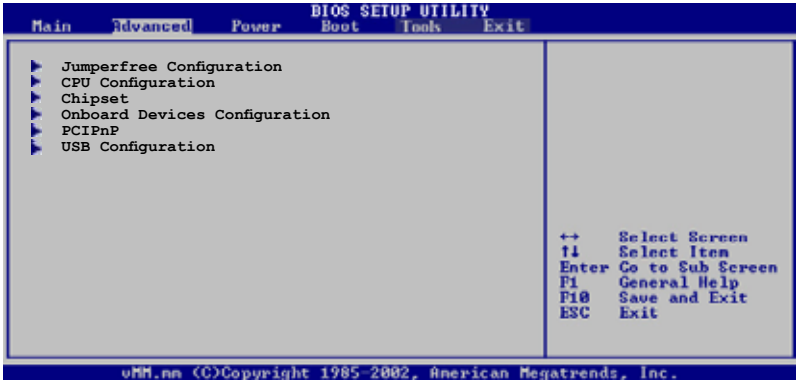 BIOS SETUP UTILITY
Main Advanced Power Boot Tools Exit
Jumperfree Configuration
CPU Configuration
Chipset
Onboard Devices Configuration
PCIPnP
USB Configuration
↔ Select Screen
↑↓ Select Item
Enter Go to Sub Screen
F1 General Help
F10 Save and Exit
ESC Exit
vMM.mm (C)Copyright 1985-2002, American Megatrends, Inc.